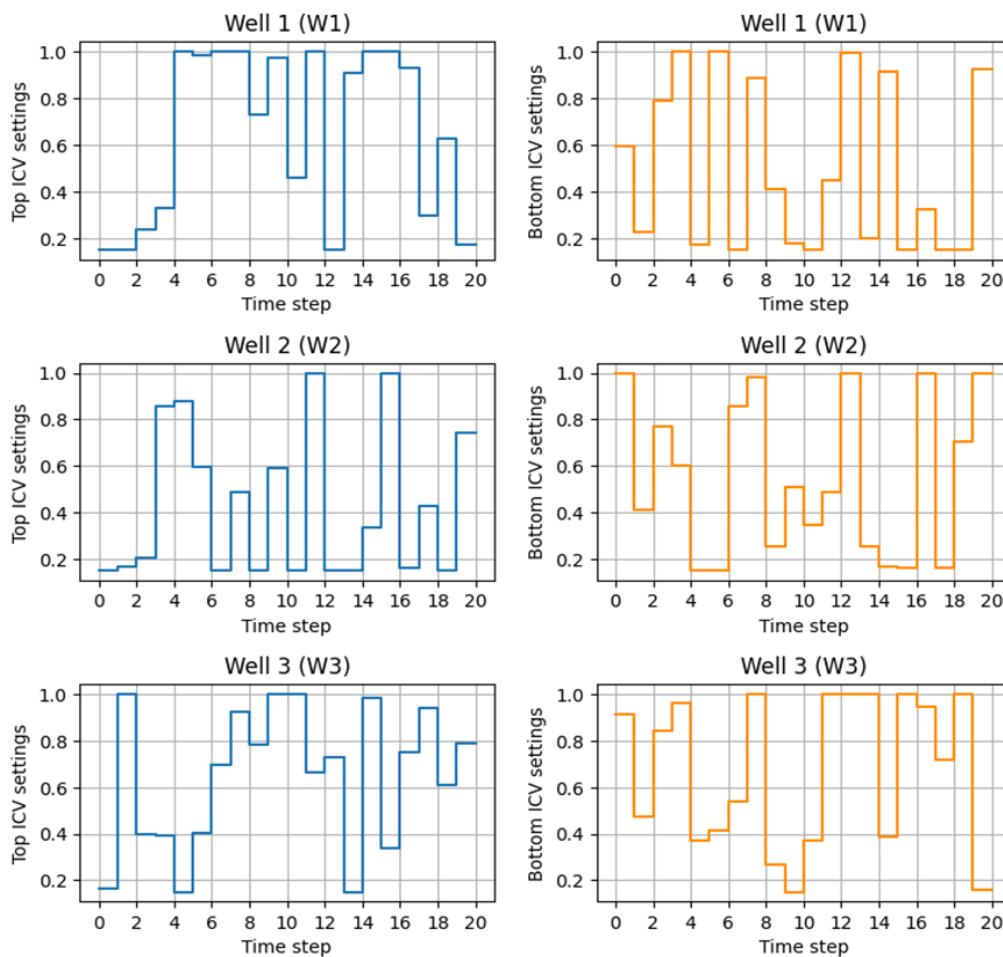 Well 1 (W1)
Top ICV settings
1.0
0.8
0.6
0.4
0.2
0 2 4 6 8 10 12 14 16 18 20
Time step
Well 1 (W1)
Bottom ICV settings
1.0
0.8
0.6
0.4
0.2
0 2 4 6 8 10 12 14 16 18 20
Time step
Well 2 (W2)
Top ICV settings
1.0
0.8
0.6
0.4
0.2
0 2 4 6 8 10 12 14 16 18 20
Time step
Well 2 (W2)
Bottom ICV settings
1.0
0.8
0.6
0.4
0.2
0 2 4 6 8 10 12 14 16 18 20
Time step
Well 3 (W3)
Top ICV settings
1.0
0.8
0.6
0.4
0.2
0 2 4 6 8 10 12 14 16 18 20
Time step
Well 3 (W3)
Bottom ICV settings
1.0
0.8
0.6
0.4
0.2
0 2 4 6 8 10 12 14 16 18 20
Time step